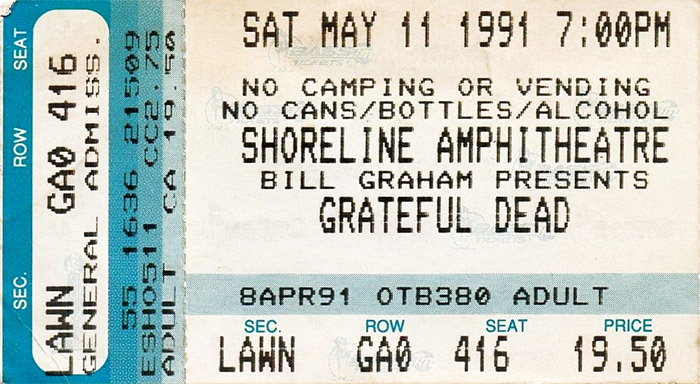 SEC. ROW SEAT
LAWN GA0 416
GENERAL ADMISS.
55 1636 21509
ESH0511 CC2.75
ADULT CA 19.50
SAT MAY 11 1991 7:00PM
NO CAMPING OR VENDING
NO CANS/BOTTLES/ALCOHOL
SHORELINE AMPHITHEATRE
BILL GRAHAM PRESENTS
GRATEFUL DEAD
8APR91 OTB380 ADULT
SEC. ROW SEAT PRICE
LAWN GA0 416 19.50